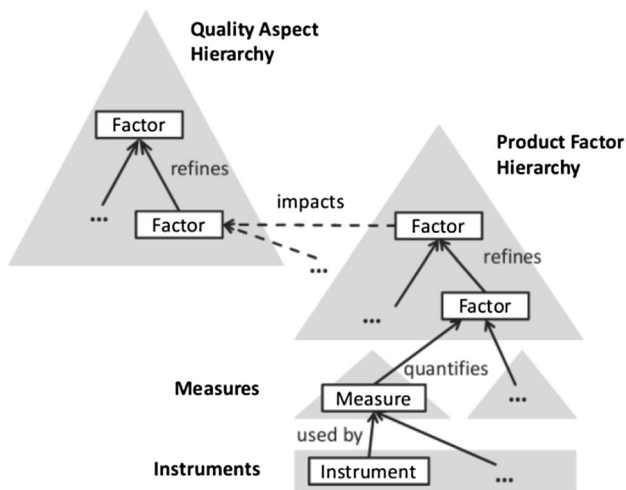 Quality Aspect
Hierarchy
Factor
refines
...
Factor
impacts
...
Product Factor
Hierarchy
Factor
refines
...
Factor
quantifies
Measures
Measure
...
used by
Instruments
Instrument
...